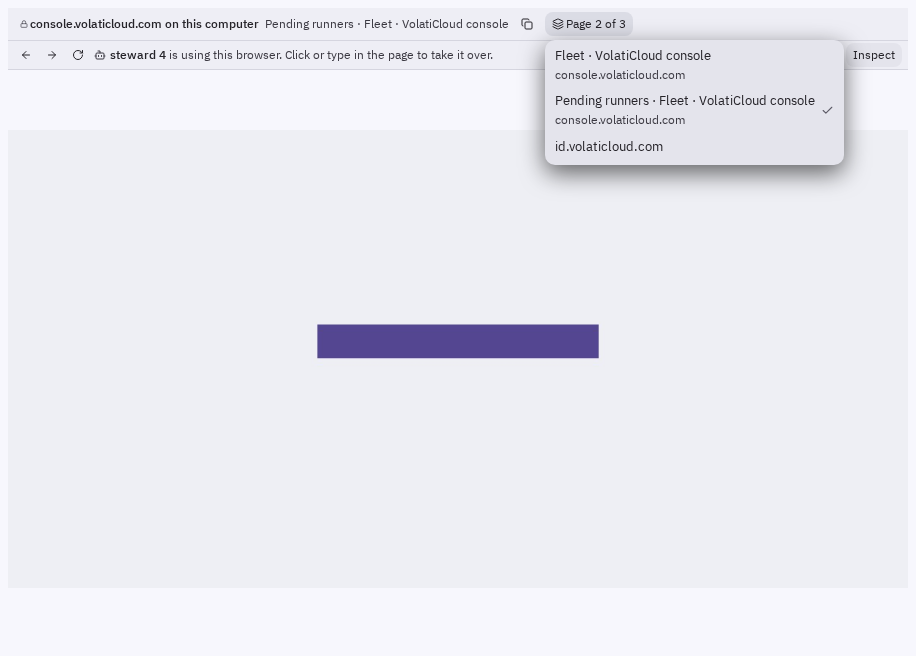 console.volaticloud.com on this computer Pending runners · Fleet · VolatiCloud console Page 2 of 3
steward 4 is using this browser. Click or type in the page to take it over. Inspect
Fleet · VolatiCloud console
console.volaticloud.com
Pending runners · Fleet · VolatiCloud console
console.volaticloud.com
id.volaticloud.com